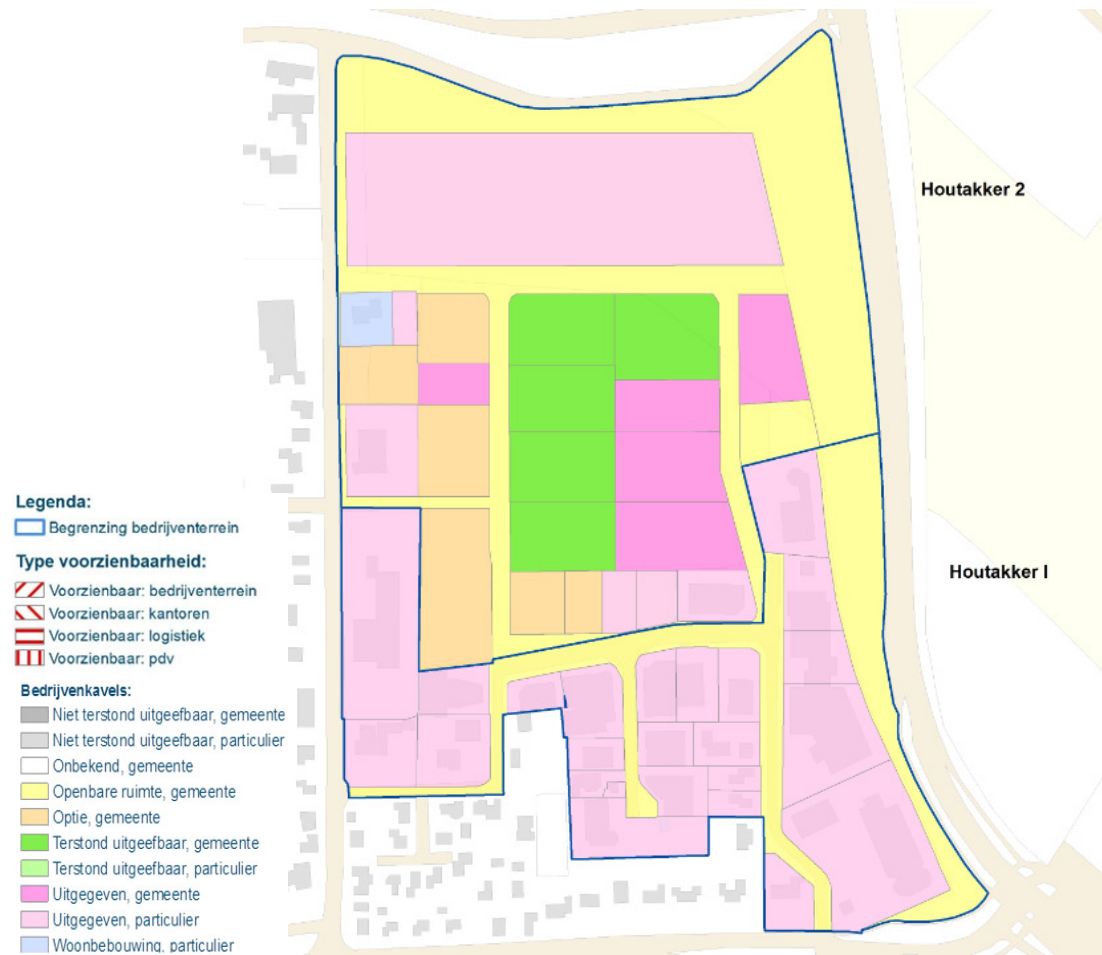 Houtakker 2
Houtakker I
Legenda:
Begrenzing bedrijventerrein
Type voorzienbaarheid:
Voorzienbaar: bedrijventerrein
Voorzienbaar: kantoren
Voorzienbaar: logistiek
Voorzienbaar: pdv
Bedrijvenkavels:
Niet terstond uitgeefbaar, gemeente
Niet terstond uitgeefbaar, particulier
Onbekend, gemeente
Openbare ruimte, gemeente
Optie, gemeente
Terstond uitgeefbaar, gemeente
Terstond uitgeefbaar, particulier
Uitgegeven, gemeente
Uitgegeven, particulier
Woonbebouwing, particulier